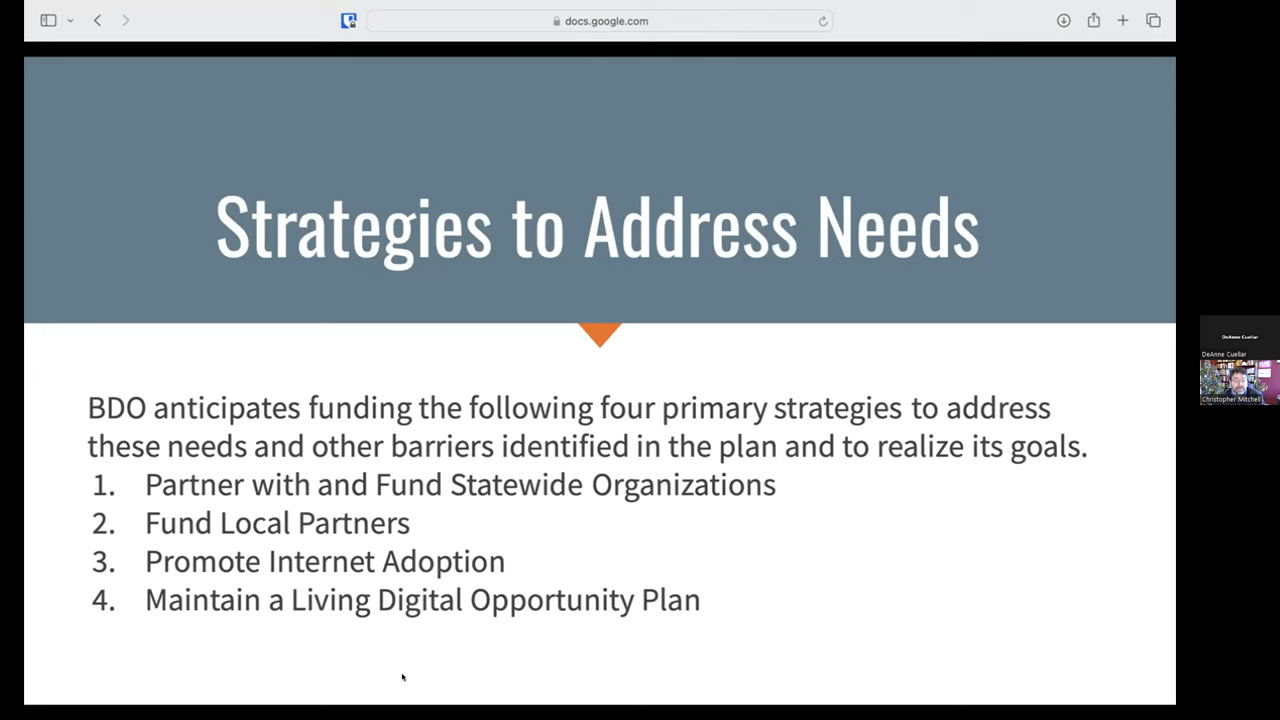 docs.google.com
Strategies to Address Needs
BDO anticipates funding the following four primary strategies to address
these needs and other barriers identified in the plan and to realize its goals.
1. Partner with and Fund Statewide Organizations
2. Fund Local Partners
3. Promote Internet Adoption
4. Maintain a Living Digital Opportunity Plan
DeAnne Cuellar
DeAnne Cuellar
Christopher Mitchell